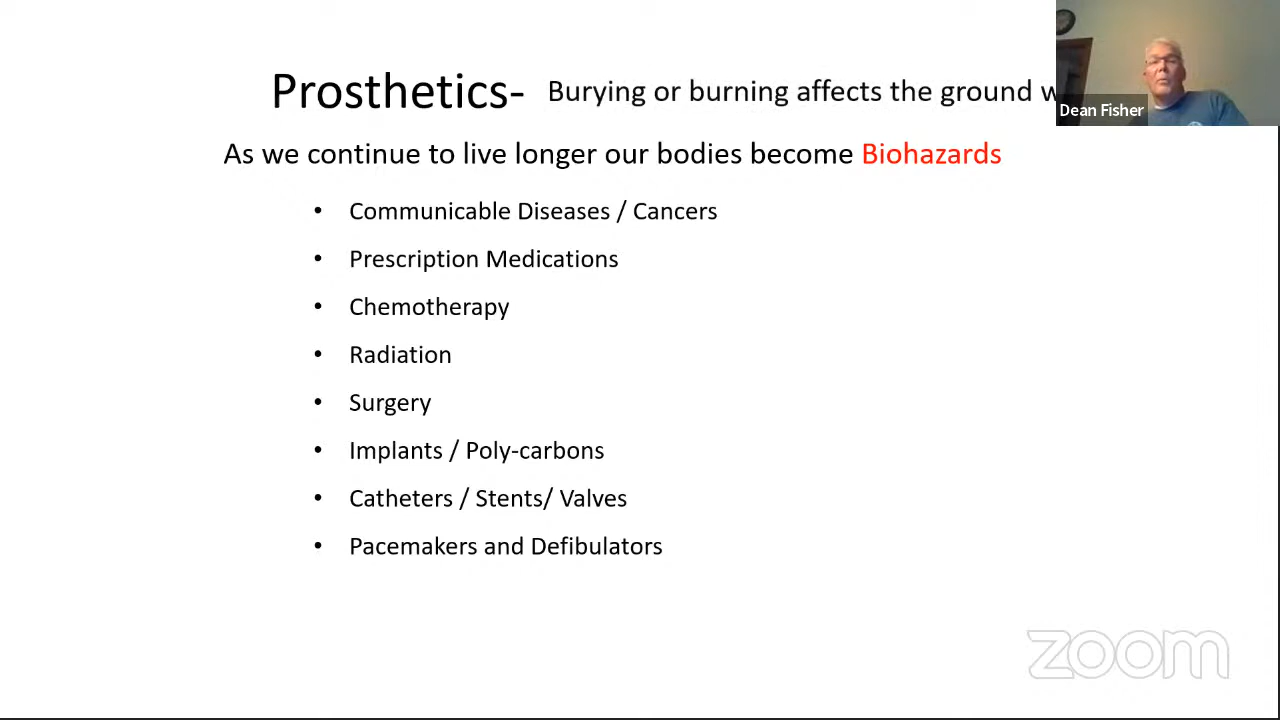 Prosthetics- Burying or burning affects the ground
Dean Fisher
As we continue to live longer our bodies become Biohazards
• Communicable Diseases / Cancers
• Prescription Medications
• Chemotherapy
• Radiation
• Surgery
• Implants / Poly-carbons
• Catheters / Stents/ Valves
• Pacemakers and Defibulators
zoom